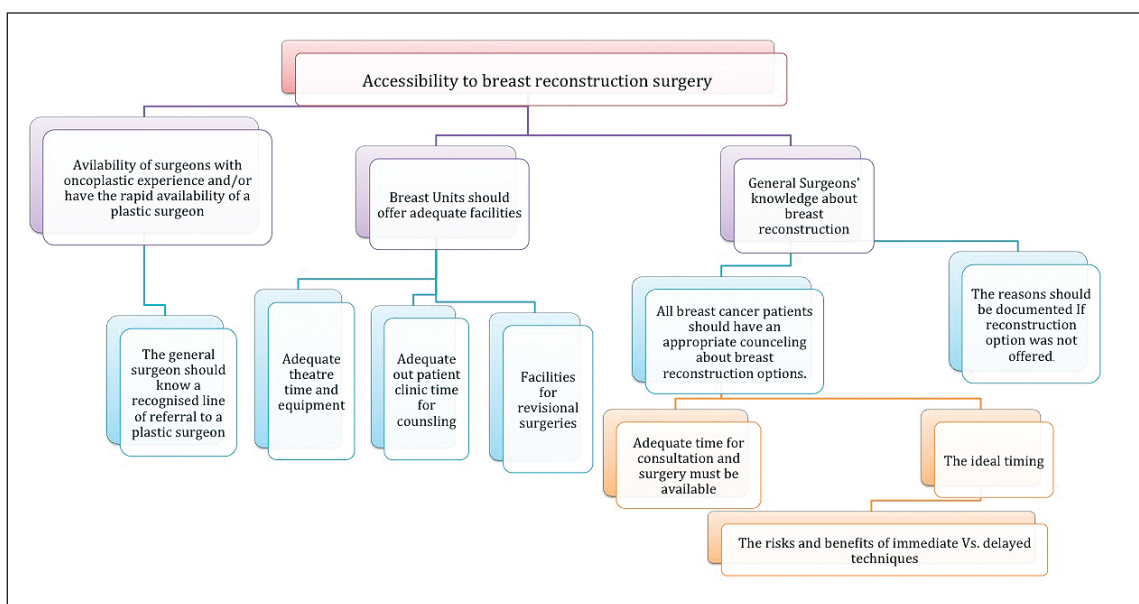 Accessibility to breast reconstruction surgery
Avilability of surgeons with
oncoplastic experience and/or
have the rapid availability of a
plastic surgeon
Breast Units should
offer adequate facilities
General Surgeons'
knowledge about
breast
reconstruction
The general
surgeon should
know a
recognised line
of referral to a
plastic surgeon
Adequate
theatre
time and
equipment
Adequate
out patient
clinic time
for
counsling
Facilities
for
revisional
surgeries
All breast cancer patients
should have an
appropriate counceling
about breast
reconstruction options.
The reasons should
be documented If
reconstruction
option was not
offered.
Adequate time for
consultation and
surgery must be
available
The ideal timing
The risks and benefits of immediate Vs. delayed
techniques